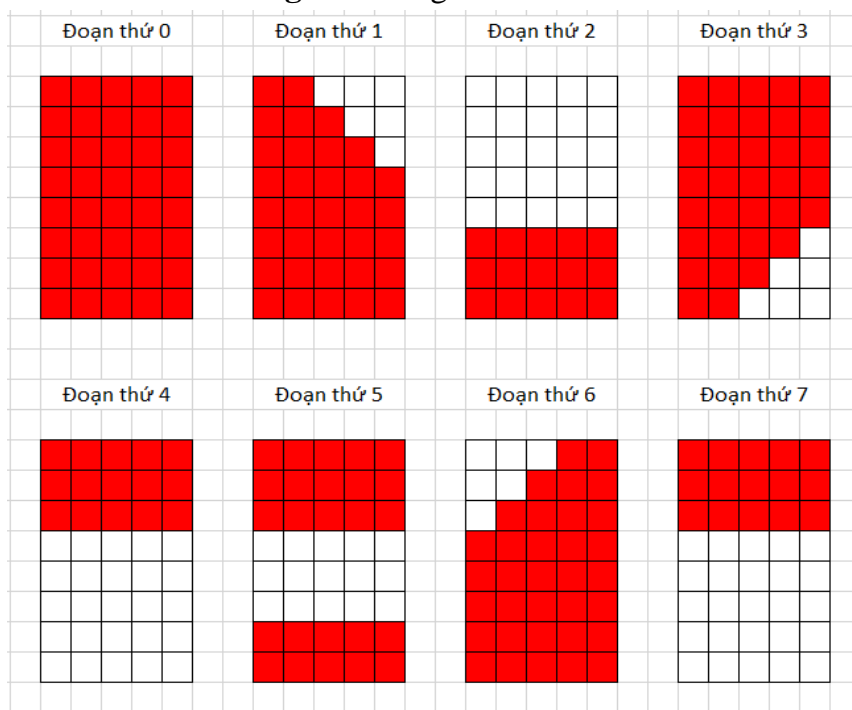 Đoạn thứ 0 Đoạn thứ 1 Đoạn thứ 2 Đoạn thứ 3
Đoạn thứ 4 Đoạn thứ 5 Đoạn thứ 6 Đoạn thứ 7